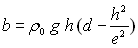 b = ρ₀ g h (d − h²/e²)